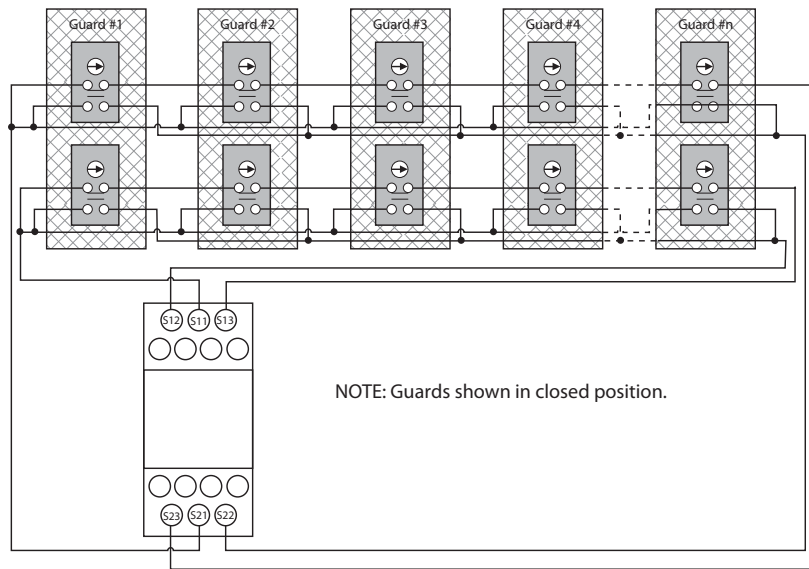 Guard #1 Guard #2 Guard #3 Guard #4 Guard #n
S12 S11 S13
NOTE: Guards shown in closed position.
S23 S21 S22